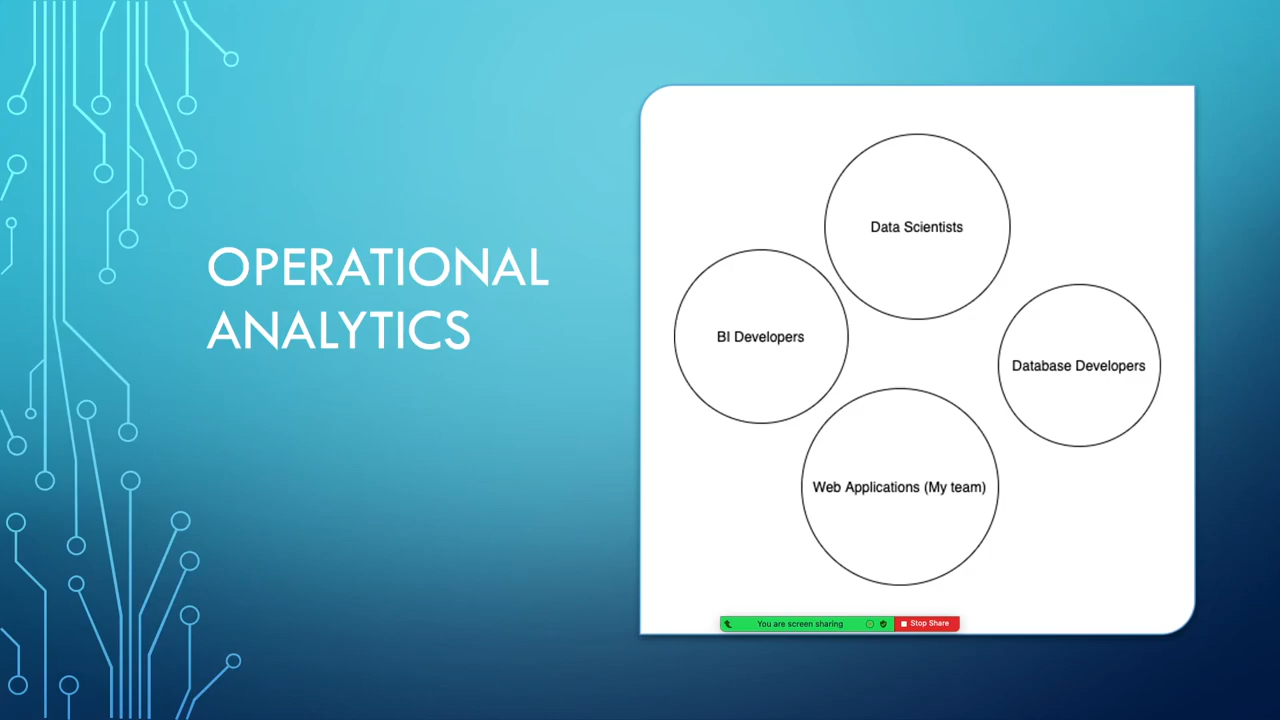 OPERATIONAL
ANALYTICS
Data Scientists
BI Developers
Database Developers
Web Applications (My team)
You are screen sharing
Stop Share